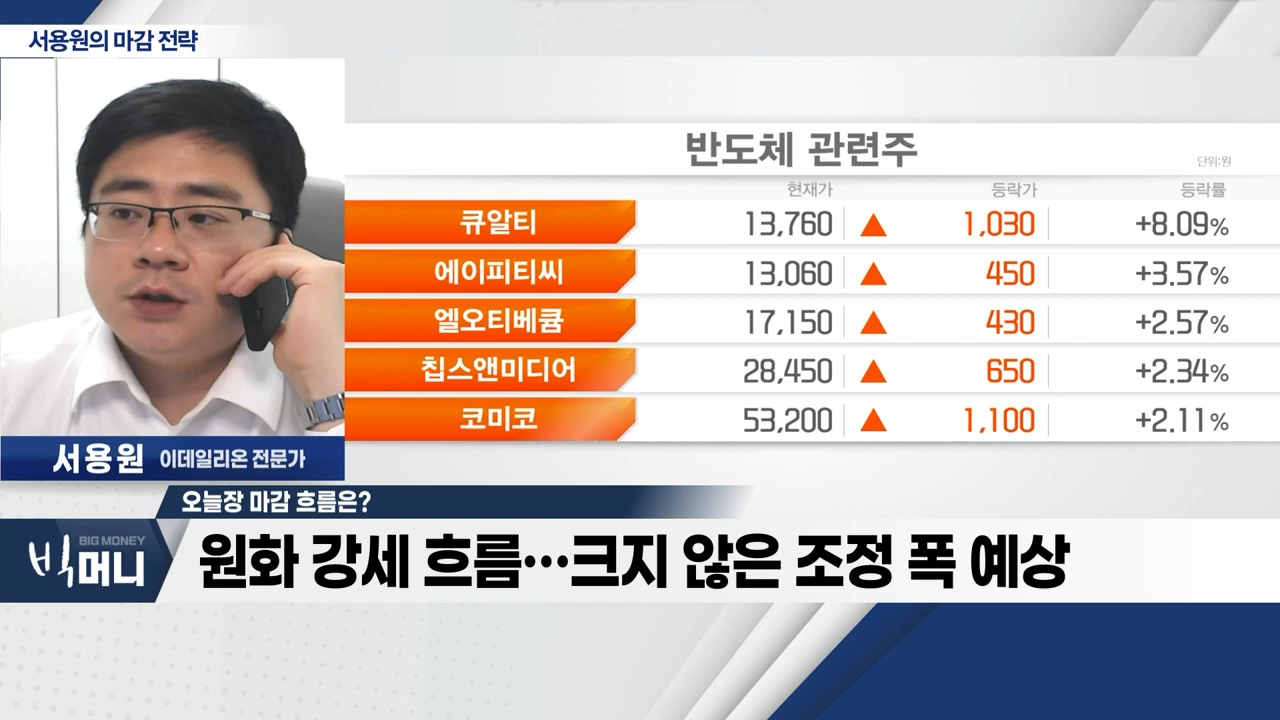 서용원의 마감 전략
반도체 관련주
단위:원
현재가 등락가 등락률
큐알티 13,760 ▲ 1,030 +8.09%
에이피티씨 13,060 ▲ 450 +3.57%
엘오티베큠 17,150 ▲ 430 +2.57%
칩스앤미디어 28,450 ▲ 650 +2.34%
코미코 53,200 ▲ 1,100 +2.11%
서용원 이데일리온 전문가
오늘장 마감 흐름은?
BIG MONEY
빅머니
원화 강세 흐름…크지 않은 조정 폭 예상